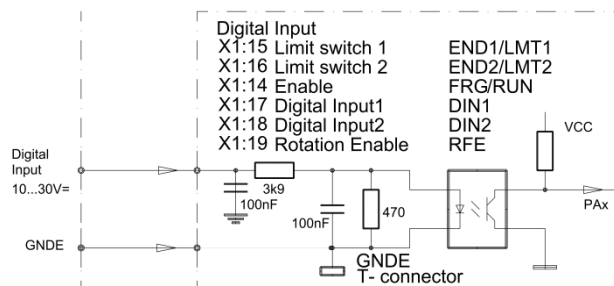 Digital Input
X1:15 Limit switch 1 END1/LMT1
X1:16 Limit switch 2 END2/LMT2
X1:14 Enable FRG/RUN
X1:17 Digital Input1 DIN1
X1:18 Digital Input2 DIN2
X1:19 Rotation Enable RFE
VCC
Digital
Input
10...30V=
3k9
100nF
100nF
470
PAx
GNDE
GNDE
T- connector